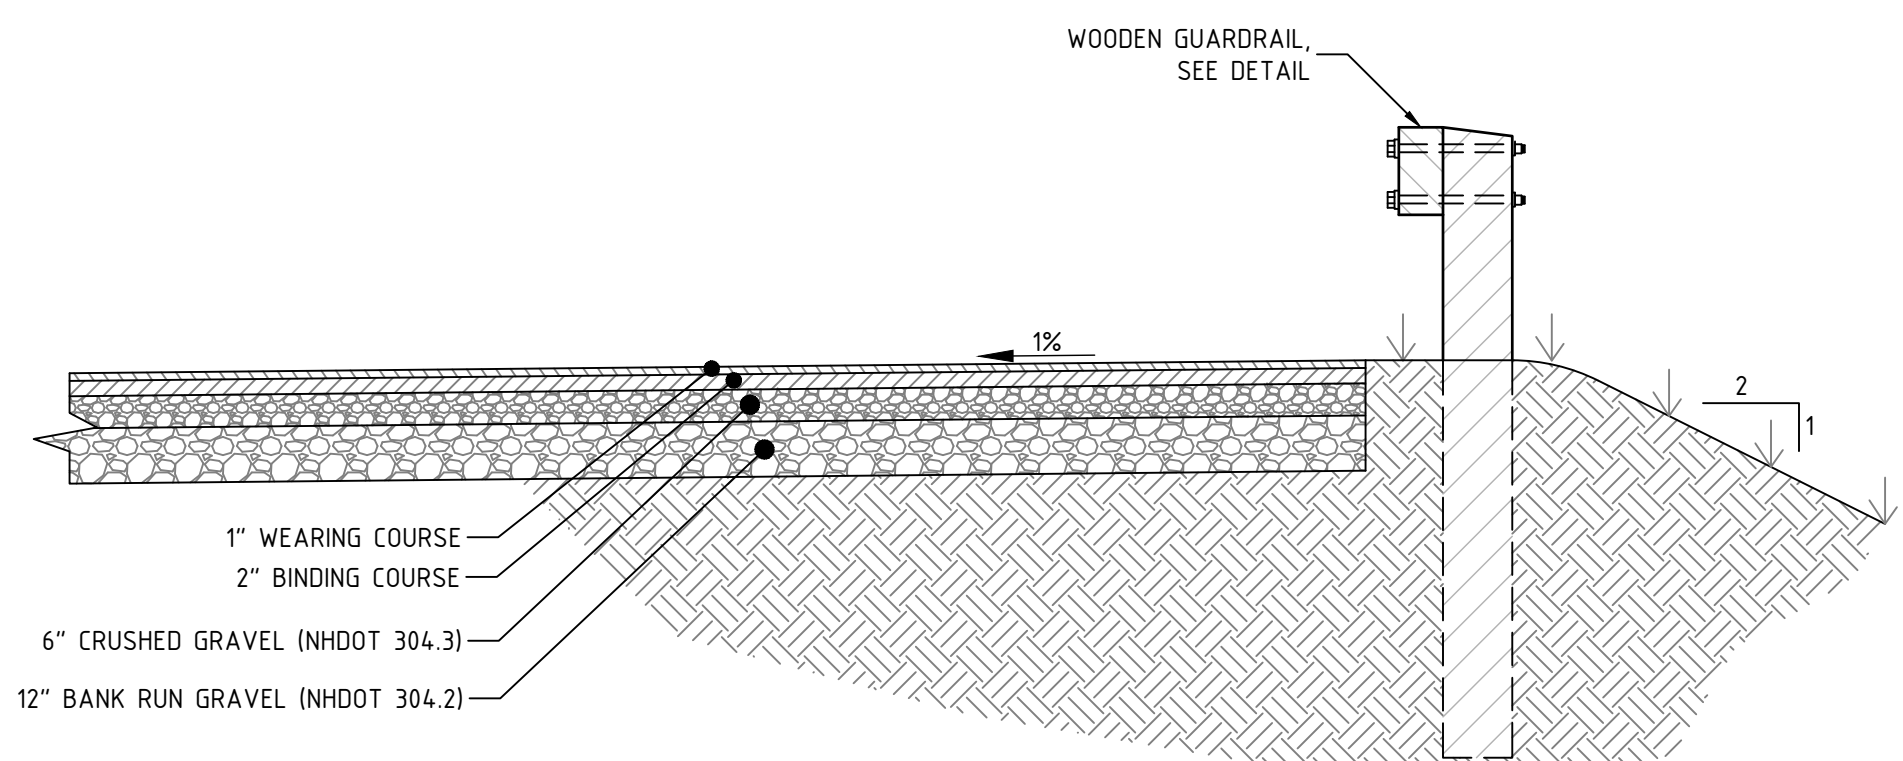 WOODEN GUARDRAIL,
SEE DETAIL
1%
2
1
1" WEARING COURSE
2" BINDING COURSE
6" CRUSHED GRAVEL (NHDOT 304.3)
12" BANK RUN GRAVEL (NHDOT 304.2)